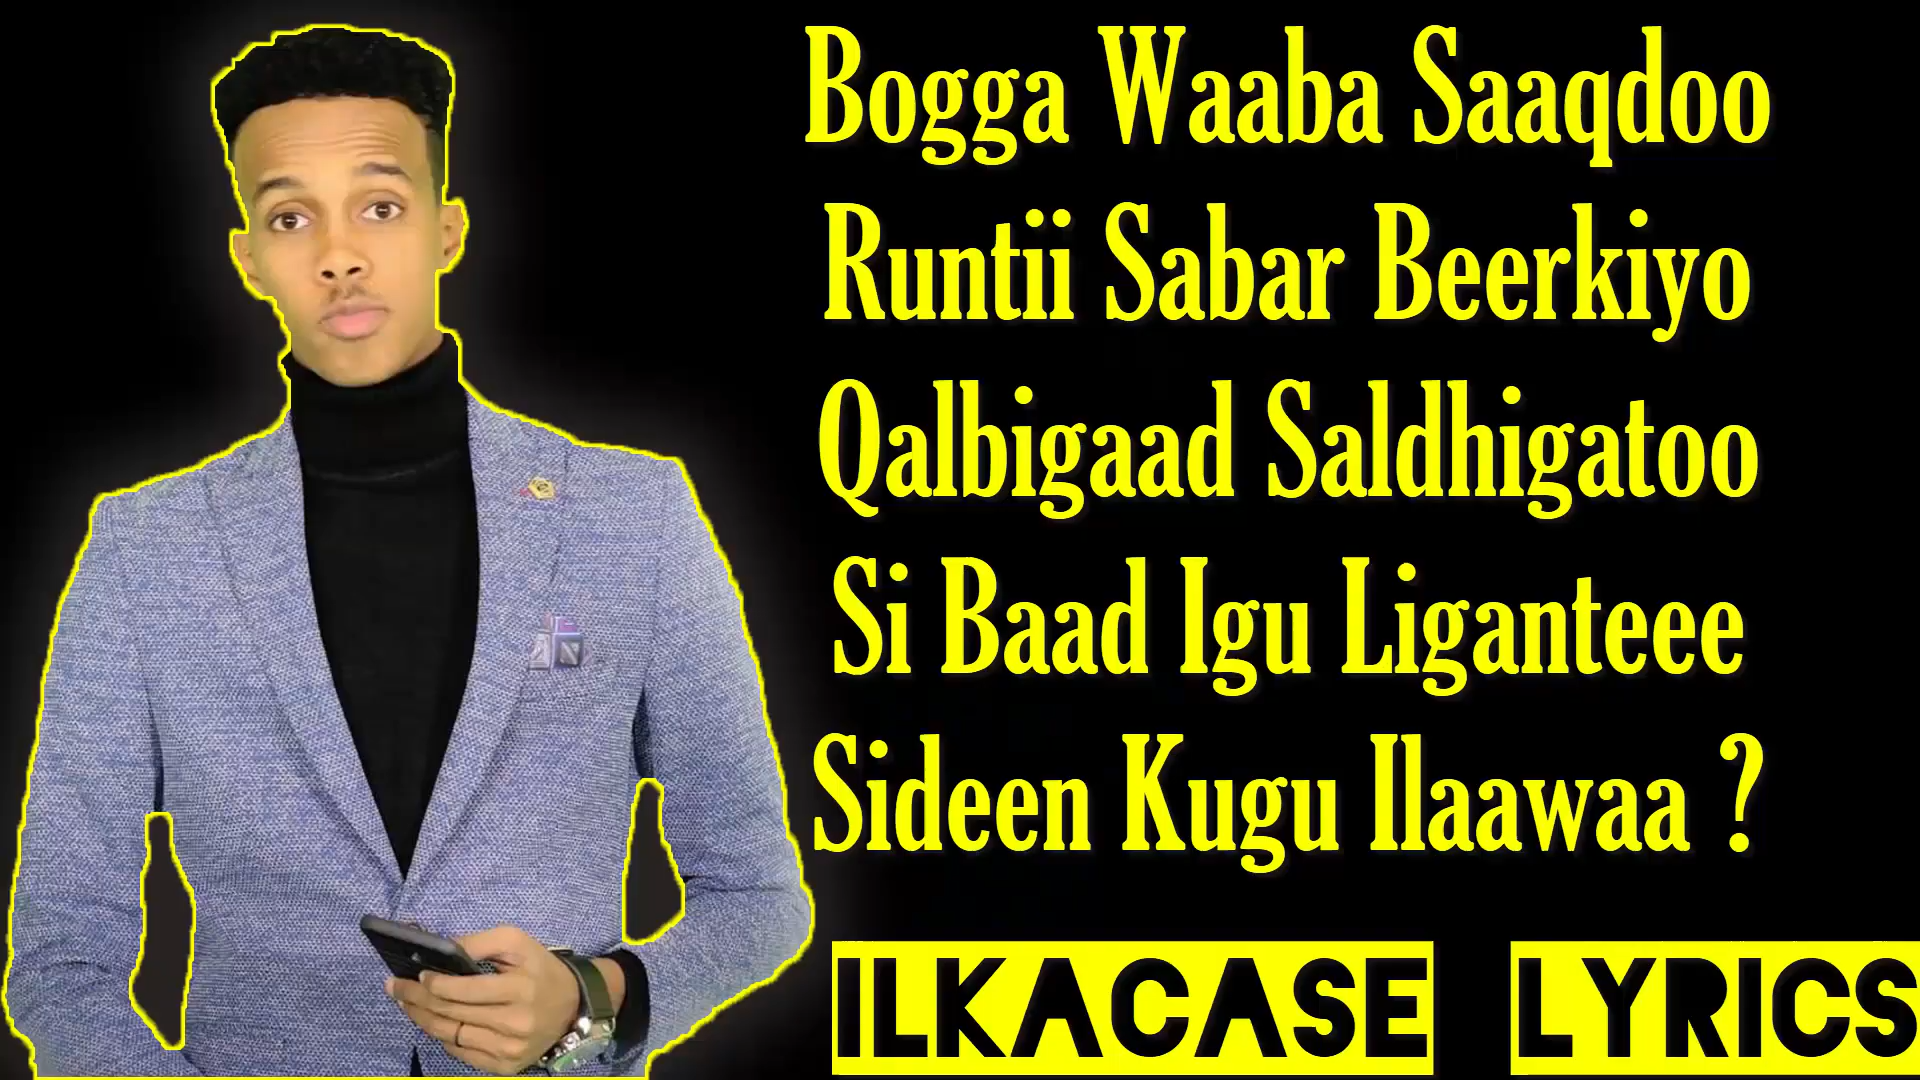 Bogga Waaba Saaqdoo
Runtii Sabar Beerkiyo
Qalbigaad Saldhigatoo
Si Baad Igu Liganteee
Sideen Kugu Ilaawaa ?
ILKACASE LYRICS